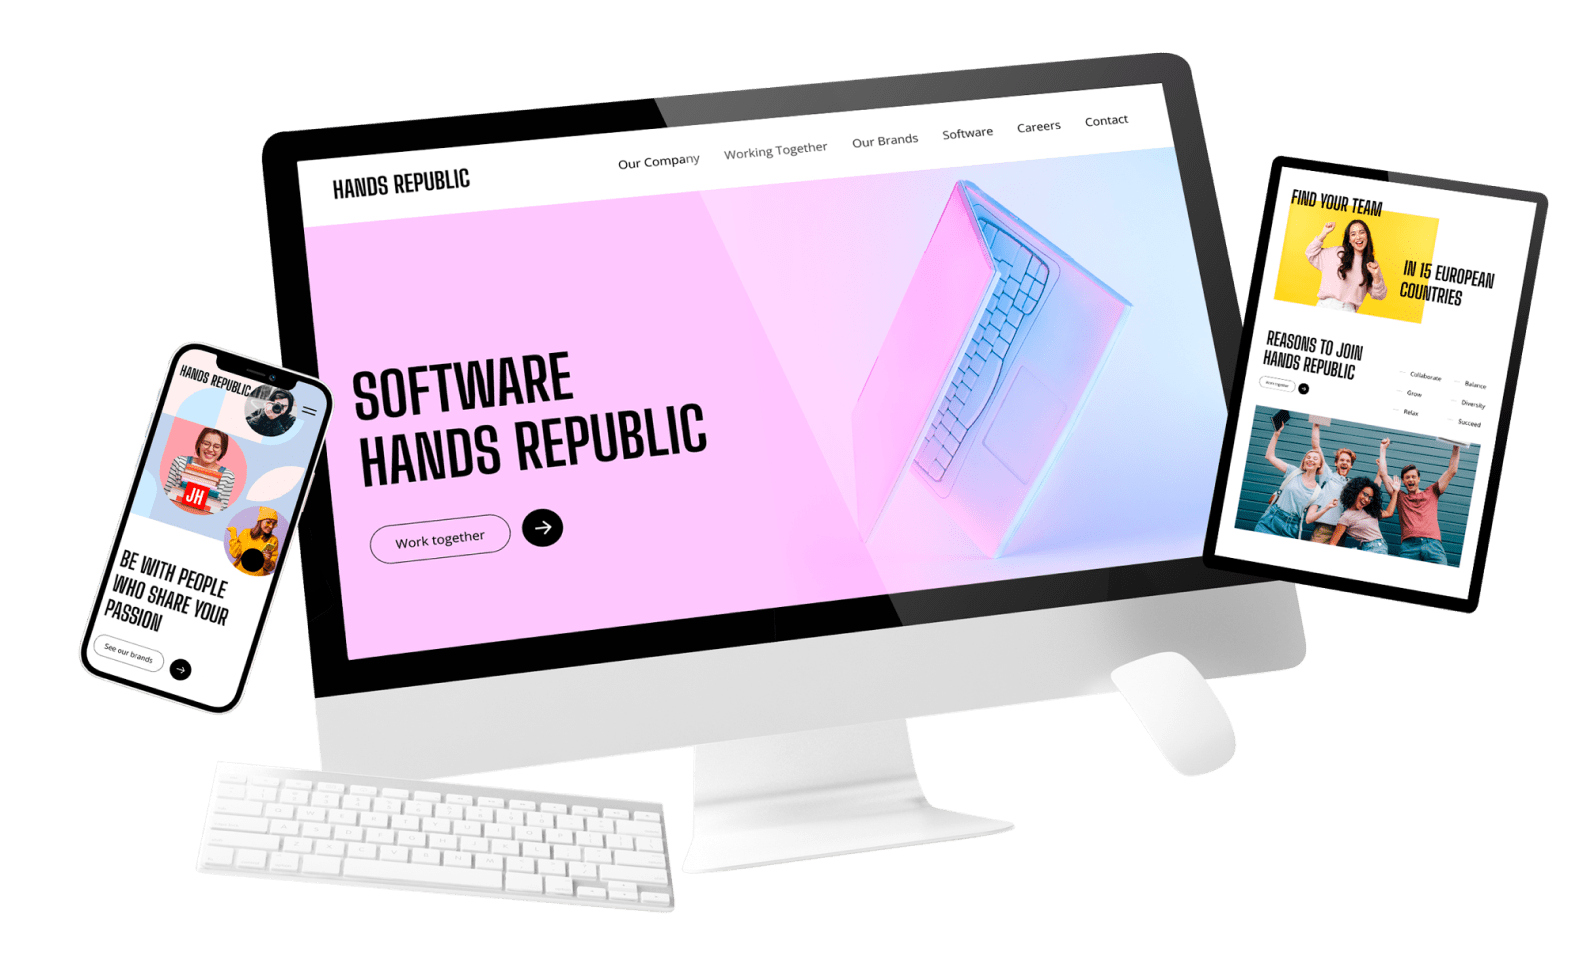 HANDS REPUBLIC
Our Company
Working Together
Our Brands
Software
Careers
Contact
SOFTWARE
HANDS REPUBLIC
Work together
HANDS REPUBLIC
JH
BE WITH PEOPLE
WHO SHARE YOUR
PASSION
See our brands
FIND YOUR TEAM
IN 15 EUROPEAN
COUNTRIES
REASONS TO JOIN
HANDS REPUBLIC
Work together
Collaborate
Balance
Grow
Diversity
Relax
Succeed